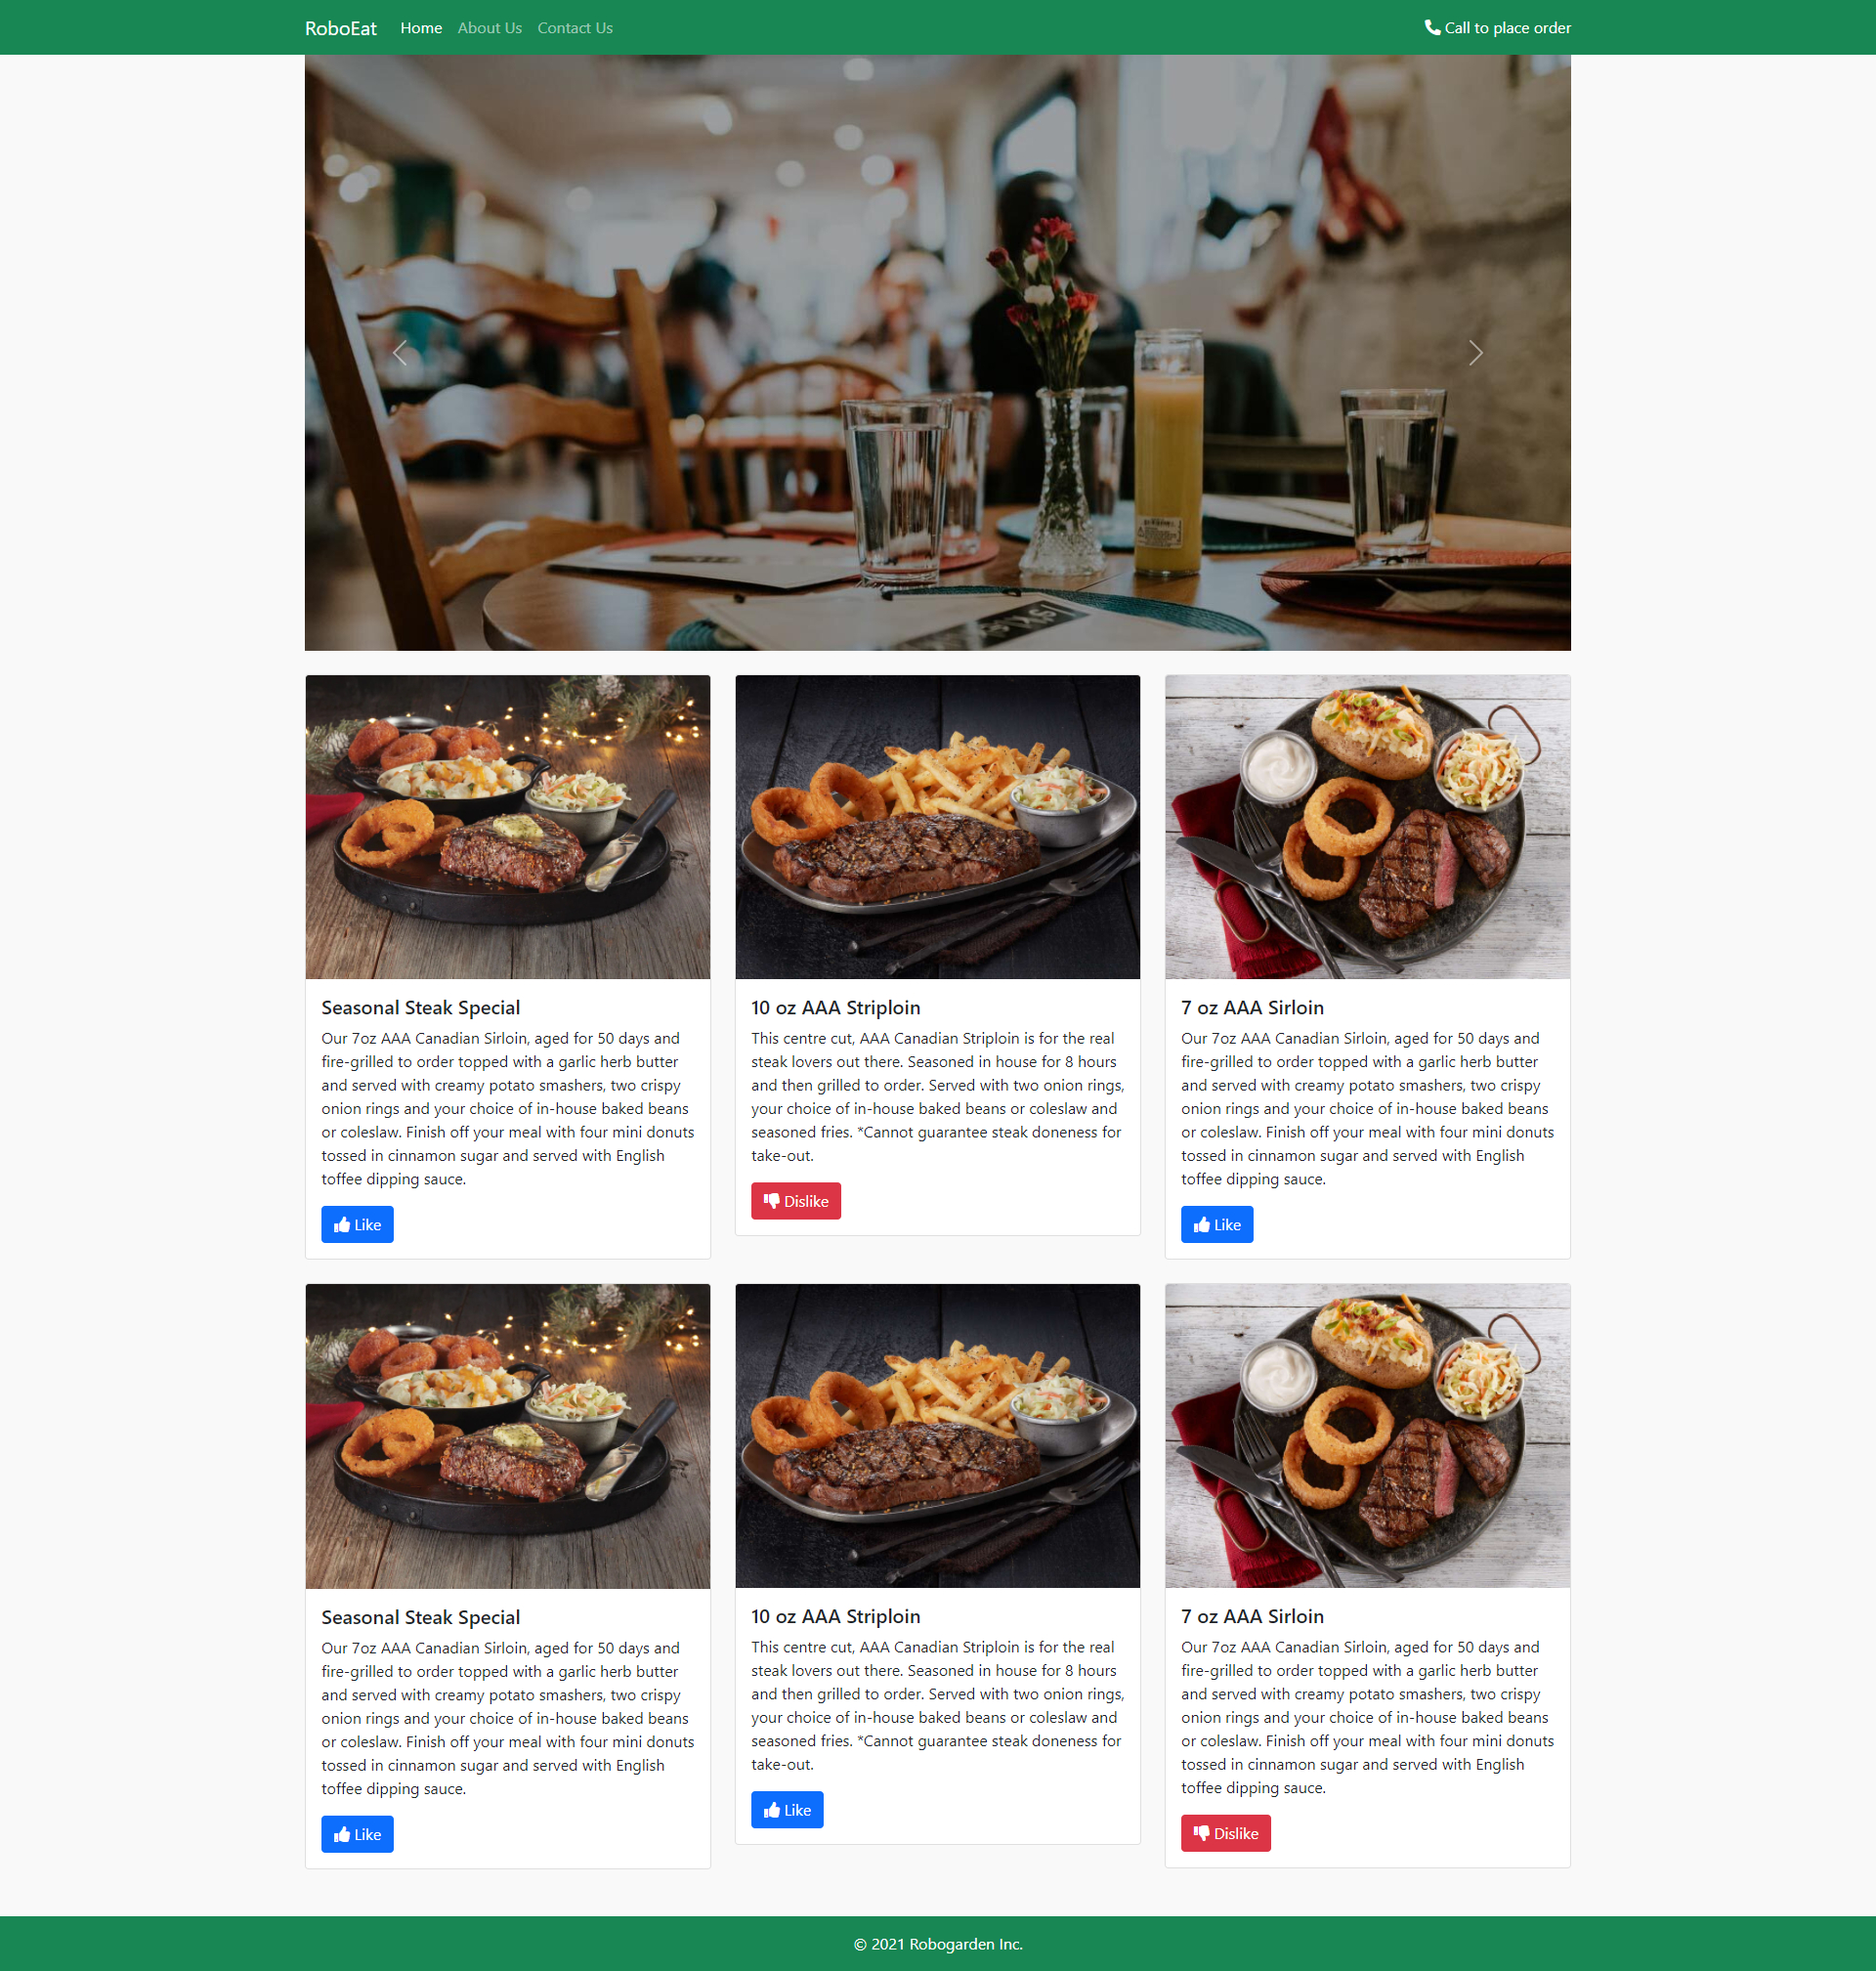 RoboEat Home About Us Contact Us Call to place order
Seasonal Steak Special
Our 7oz AAA Canadian Sirloin, aged for 50 days and
fire-grilled to order topped with a garlic herb butter
and served with creamy potato smashers, two crispy
onion rings and your choice of in-house baked beans
or coleslaw. Finish off your meal with four mini donuts
tossed in cinnamon sugar and served with English
toffee dipping sauce.
Like
10 oz AAA Striploin
This centre cut, AAA Canadian Striploin is for the real
steak lovers out there. Seasoned in house for 8 hours
and then grilled to order. Served with two onion rings,
your choice of in-house baked beans or coleslaw and
seasoned fries. *Cannot guarantee steak doneness for
take-out.
Dislike
7 oz AAA Sirloin
Our 7oz AAA Canadian Sirloin, aged for 50 days and
fire-grilled to order topped with a garlic herb butter
and served with creamy potato smashers, two crispy
onion rings and your choice of in-house baked beans
or coleslaw. Finish off your meal with four mini donuts
tossed in cinnamon sugar and served with English
toffee dipping sauce.
Like
Seasonal Steak Special
Our 7oz AAA Canadian Sirloin, aged for 50 days and
fire-grilled to order topped with a garlic herb butter
and served with creamy potato smashers, two crispy
onion rings and your choice of in-house baked beans
or coleslaw. Finish off your meal with four mini donuts
tossed in cinnamon sugar and served with English
toffee dipping sauce.
Like
10 oz AAA Striploin
This centre cut, AAA Canadian Striploin is for the real
steak lovers out there. Seasoned in house for 8 hours
and then grilled to order. Served with two onion rings,
your choice of in-house baked beans or coleslaw and
seasoned fries. *Cannot guarantee steak doneness for
take-out.
Like
7 oz AAA Sirloin
Our 7oz AAA Canadian Sirloin, aged for 50 days and
fire-grilled to order topped with a garlic herb butter
and served with creamy potato smashers, two crispy
onion rings and your choice of in-house baked beans
or coleslaw. Finish off your meal with four mini donuts
tossed in cinnamon sugar and served with English
toffee dipping sauce.
Dislike
© 2021 Robogarden Inc.